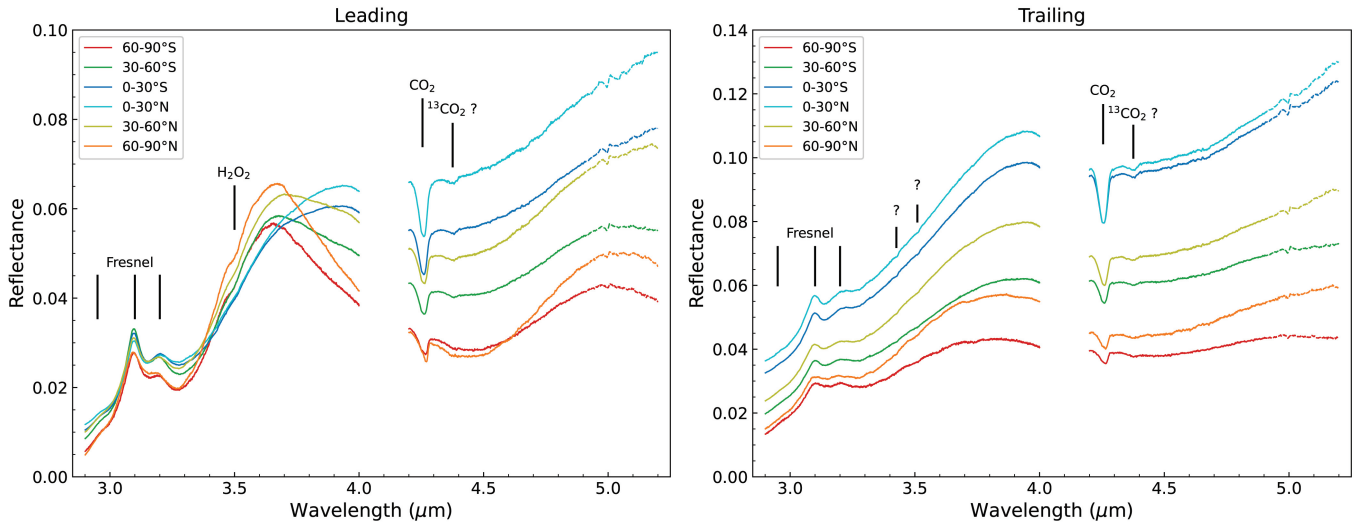 Leading
Reflectance
0.10
0.08
0.06
0.04
0.02
0.00
60-90°S
30-60°S
0-30°S
0-30°N
30-60°N
60-90°N
CO₂
¹³CO₂ ?
H₂O₂
Fresnel
3.0 3.5 4.0 4.5 5.0
Wavelength (μm)
Trailing
Reflectance
0.14
0.12
0.10
0.08
0.06
0.04
0.02
0.00
60-90°S
30-60°S
0-30°S
0-30°N
30-60°N
60-90°N
CO₂
¹³CO₂ ?
?
?
Fresnel
3.0 3.5 4.0 4.5 5.0
Wavelength (μm)